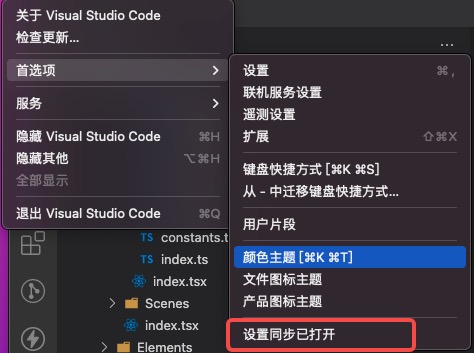 关于 Visual Studio Code
检查更新...
首选项
服务
隐藏 Visual Studio Code ⌘H
隐藏其他 ⌥⌘H
全部显示
退出 Visual Studio Code ⌘Q
设置 ⌘ ,
联机服务设置
遥测设置
扩展 ⇧⌘X
键盘快捷方式 [⌘K ⌘S]
从 - 中迁移键盘快捷方式...
用户片段
颜色主题 [⌘K ⌘T]
文件图标主题
产品图标主题
设置同步已打开
TS constants.t
TS index.ts
index.tsx
Scenes
index.tsx
Elements